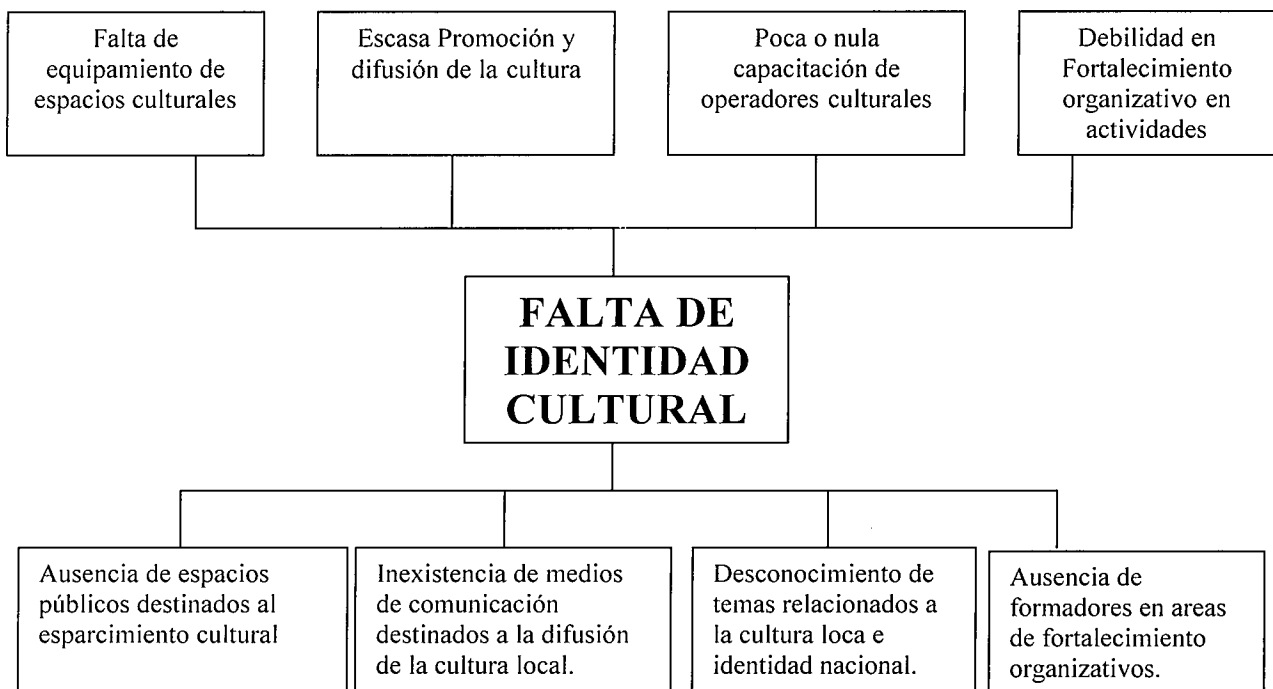 Falta de
equipamiento de
espacios culturales
Escasa Promoción y
difusión de la cultura
Poca o nula
capacitación de
operadores culturales
Debilidad en
Fortalecimiento
organizativo en
actividades
FALTA DE
IDENTIDAD
CULTURAL
Ausencia de espacios
públicos destinados al
esparcimiento cultural
Inexistencia de medios
de comunicación
destinados a la difusión
de la cultura local.
Desconocimiento de
temas relacionados a
la cultura loca e
identidad nacional.
Ausencia de
formadores en areas
de fortalecimiento
organizativos.